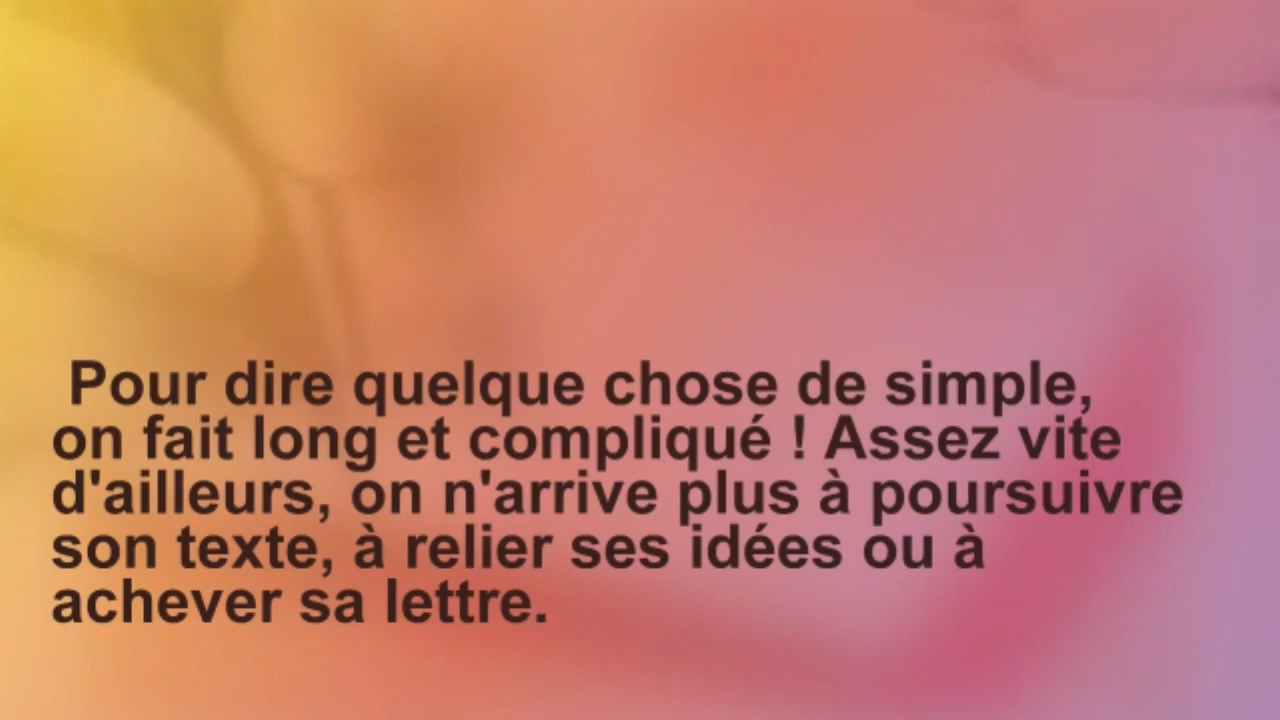 Pour dire quelque chose de simple,
on fait long et compliqué ! Assez vite
d'ailleurs, on n'arrive plus à poursuivre
son texte, à relier ses idées ou à
achever sa lettre.